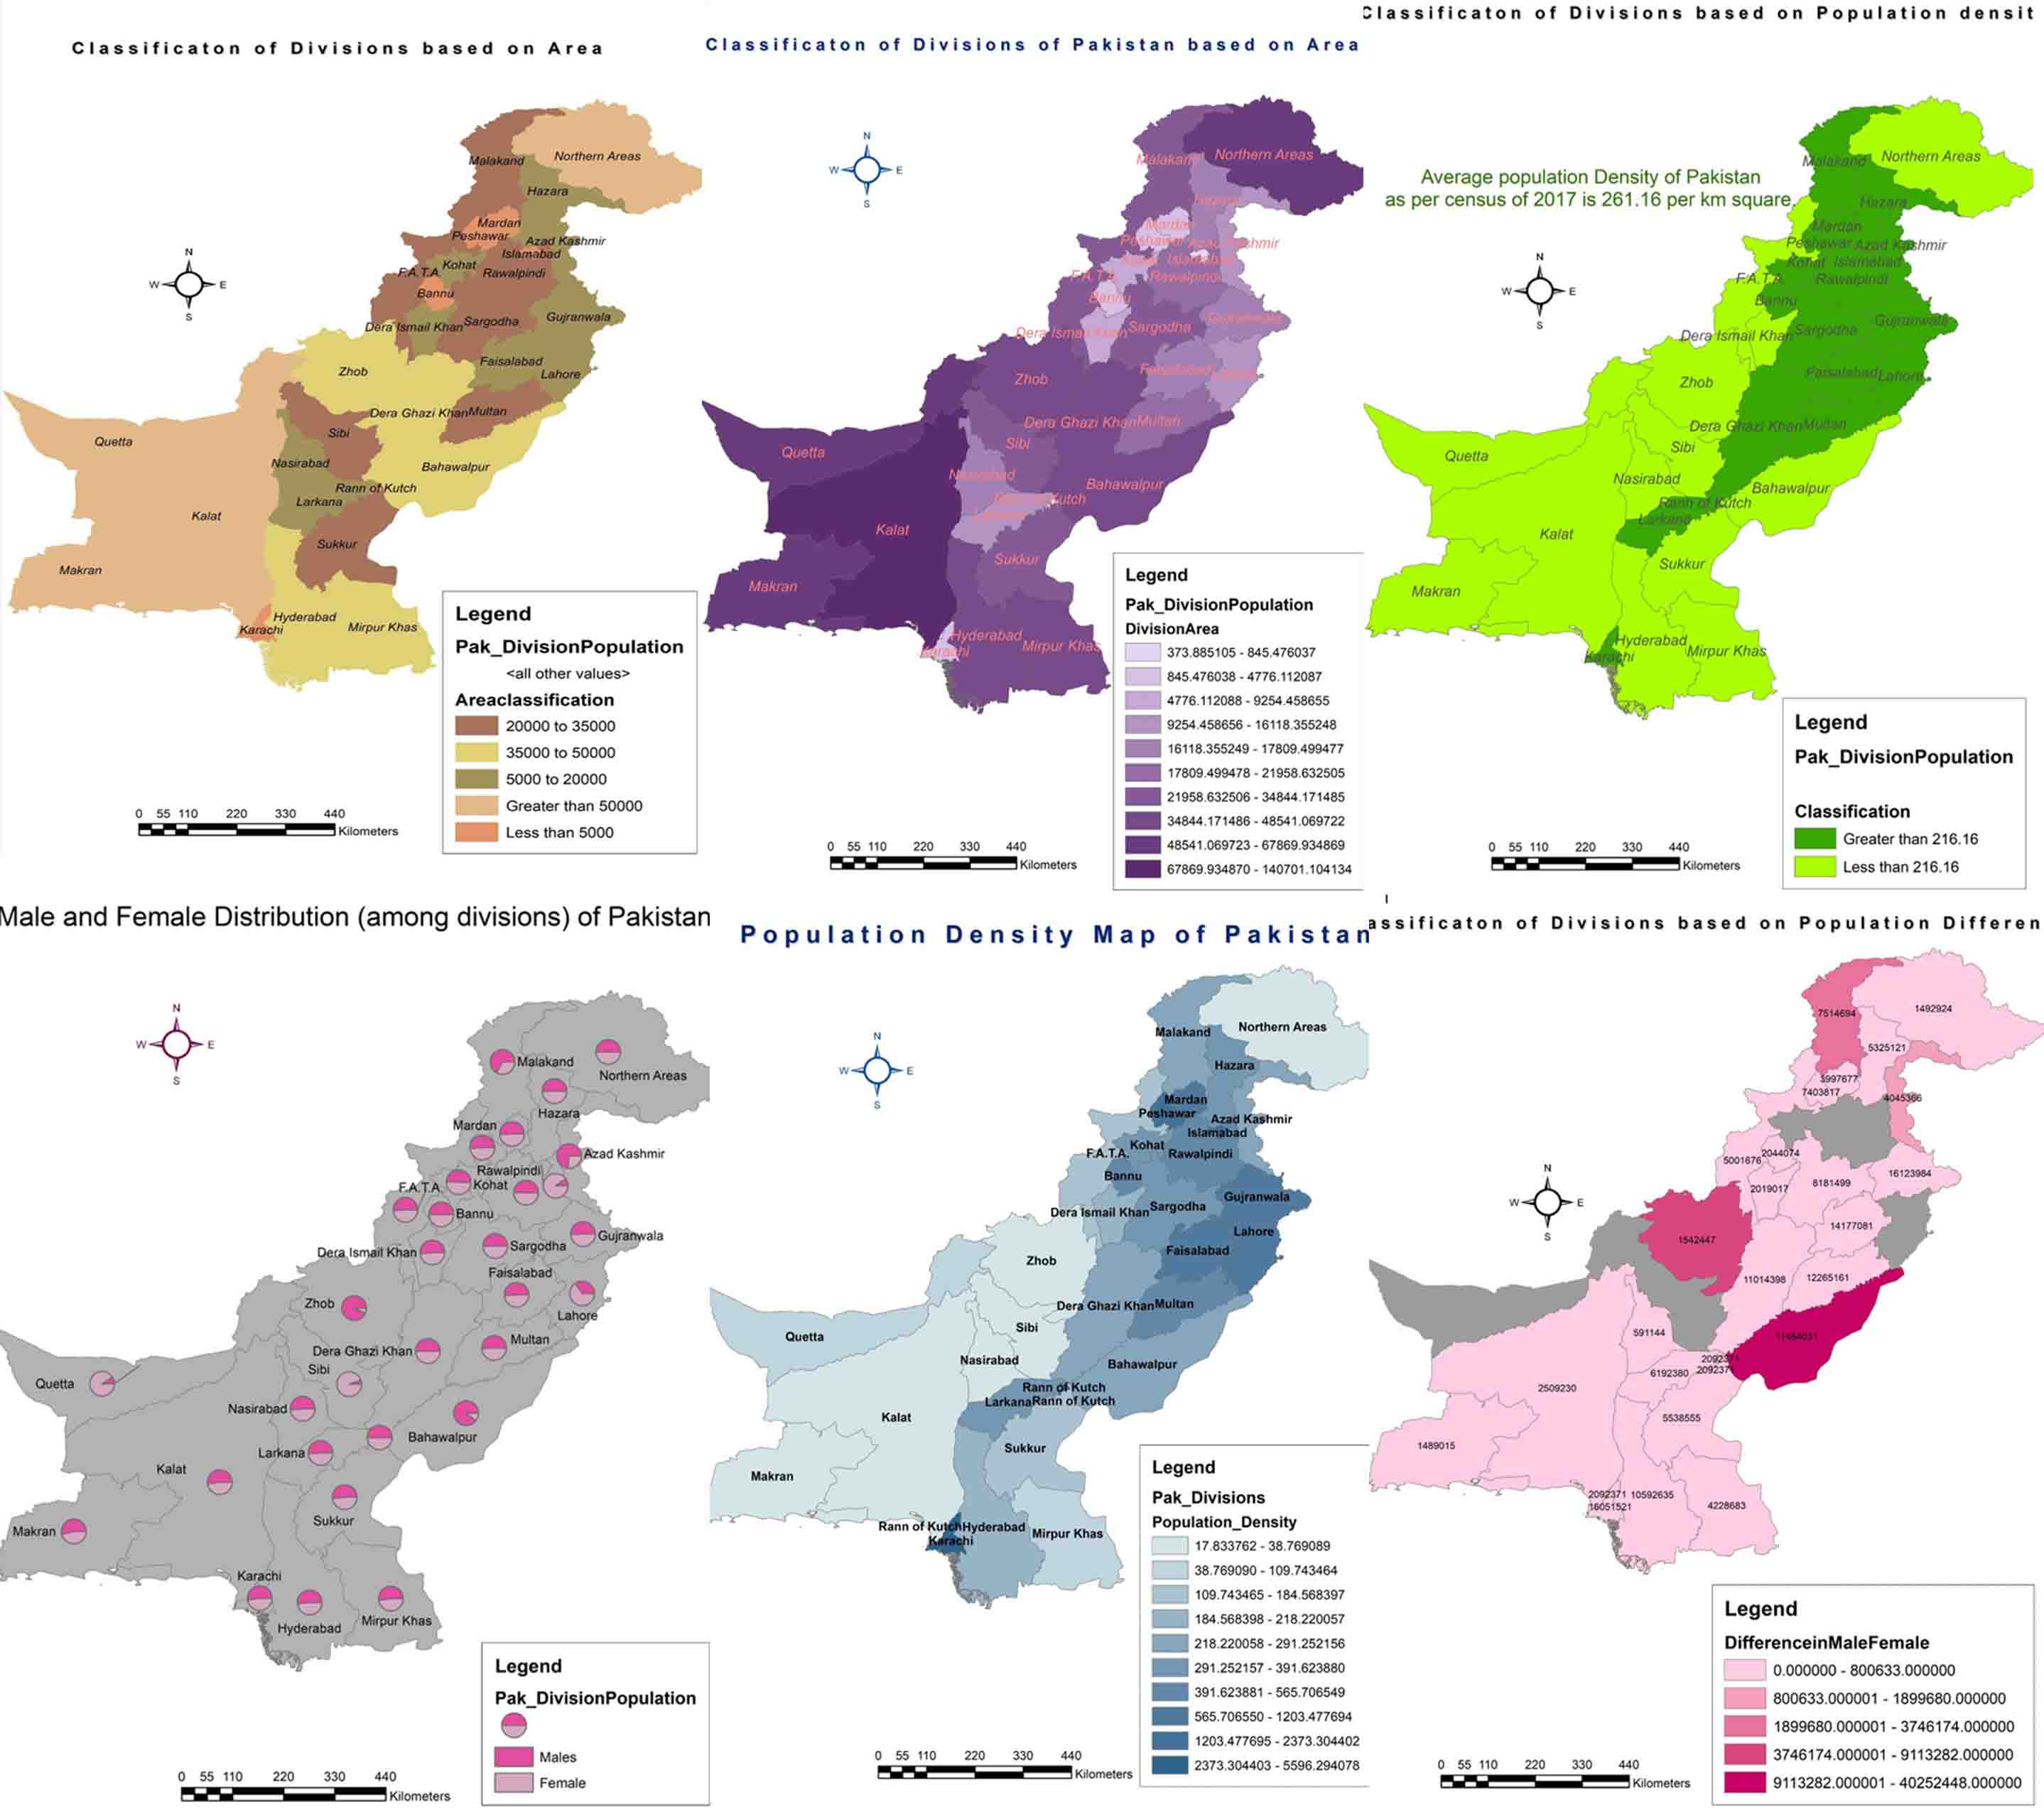 Classificaton of Divisions based on Area
N
W
E
S
Malakand
Northern Areas
Hazara
Mardan
Peshawar
Azad Kashmir
Islamabad
Kohat
F.A.T.A.
Rawalpindi
Bannu
Dera Ismail Khan
Sargodha
Gujranwala
Faisalabad
Lahore
Zhob
Dera Ghazi Khan
Multan
Sibi
Quetta
Nasirabad
Bahawalpur
Rann of Kutch
Larkana
Kalat
Sukkur
Makran
Hyderabad
Karachi
Mirpur Khas
Legend
Pak_DivisionPopulation
<all other values>
Areaclassification
20000 to 35000
35000 to 50000
5000 to 20000
Greater than 50000
Less than 5000
0 55 110 220 330 440
Kilometers
Classificaton of Divisions of Pakistan based on Area
N
W
E
S
Malakand
Northern Areas
Hazara
Mardan
Peshawar
Azad Kashmir
Islamabad
F.A.T.A.
Rawalpindi
Bannu
Dera Ismail Khan
Sargodha
Gujranwala
Faisalabad
Zhob
Dera Ghazi Khan
Multan
Sibi
Quetta
Nasirabad
Bahawalpur
Kutch
Kalat
Sukkur
Makran
Hyderabad
Karachi
Mirpur Khas
Legend
Pak_DivisionPopulation
DivisionArea
373.885105 - 845.476037
845.476038 - 4776.112087
4776.112088 - 9254.458655
9254.458656 - 16118.355248
16118.355249 - 17809.499477
17809.499478 - 21958.632505
21958.632506 - 34844.171485
34844.171486 - 48541.069722
48541.069723 - 67869.934869
67869.934870 - 140701.104134
0 55 110 220 330 440
Kilometers
Classificaton of Divisions based on Population densit
Average population Density of Pakistan
as per census of 2017 is 261.16 per km square.
N
W
E
S
Malakand
Northern Areas
Hazara
Mardan
Peshawar
Azad Kashmir
Kohat
Islamabad
F.A.T.A.
Rawalpindi
Bannu
Dera Ismail Khan
Sargodha
Gujranwala
Faisalabad
Lahore
Zhob
Dera Ghazi Khan
Multan
Sibi
Quetta
Nasirabad
Bahawalpur
Rann of Kutch
Larkana
Kalat
Sukkur
Makran
Hyderabad
Karachi
Mirpur Khas
Legend
Pak_DivisionPopulation
Classification
Greater than 216.16
Less than 216.16
0 55 110 220 330 440
Kilometers
Male and Female Distribution (among divisions) of Pakistan
N
W
E
S
Malakand
Northern Areas
Hazara
Mardan
Azad Kashmir
Rawalpindi
Kohat
F.A.T.A.
Bannu
Gujranwala
Dera Ismail Khan
Sargodha
Faisalabad
Zhob
Lahore
Dera Ghazi Khan
Multan
Sibi
Quetta
Nasirabad
Bahawalpur
Larkana
Kalat
Sukkur
Makran
Karachi
Hyderabad
Mirpur Khas
Legend
Pak_DivisionPopulation
Males
Female
0 55 110 220 330 440
Kilometers
Population Density Map of Pakistan
N
W
E
S
Malakand
Northern Areas
Hazara
Mardan
Peshawar
Azad Kashmir
Islamabad
Kohat
F.A.T.A.
Rawalpindi
Bannu
Gujranwala
Dera Ismail Khan
Sargodha
Lahore
Faisalabad
Zhob
Dera Ghazi Khan
Multan
Sibi
Quetta
Nasirabad
Bahawalpur
Rann of Kutch
Larkana
Rann of Kutch
Kalat
Sukkur
Makran
Rann of Kutch
Hyderabad
Karachi
Mirpur Khas
Legend
Pak_Divisions
Population_Density
17.833762 - 38.769089
38.769090 - 109.743464
109.743465 - 184.568397
184.568398 - 218.220057
218.220058 - 291.252156
291.252157 - 391.623880
391.623881 - 565.706549
565.706550 - 1203.477694
1203.477695 - 2373.304402
2373.304403 - 5596.294078
0 55 110 220 330 440
Kilometers
assificaton of Divisions based on Population Differen
N
W
E
S
7514694
1492924
5325121
3997677
7403817
4045366
2044074
5001676
16123984
2019017
8181499
14177081
1542447
11014398
12265161
591144
2092371
6192380
2092371
2509230
5538555
1489015
2092371
10592635
16051521
4228683
Legend
DifferenceinMaleFemale
0.000000 - 800633.000000
800633.000001 - 1899680.000000
1899680.000001 - 3746174.000000
3746174.000001 - 9113282.000000
9113282.000001 - 40252448.000000
0 55 110 220 330 440
Kilometers